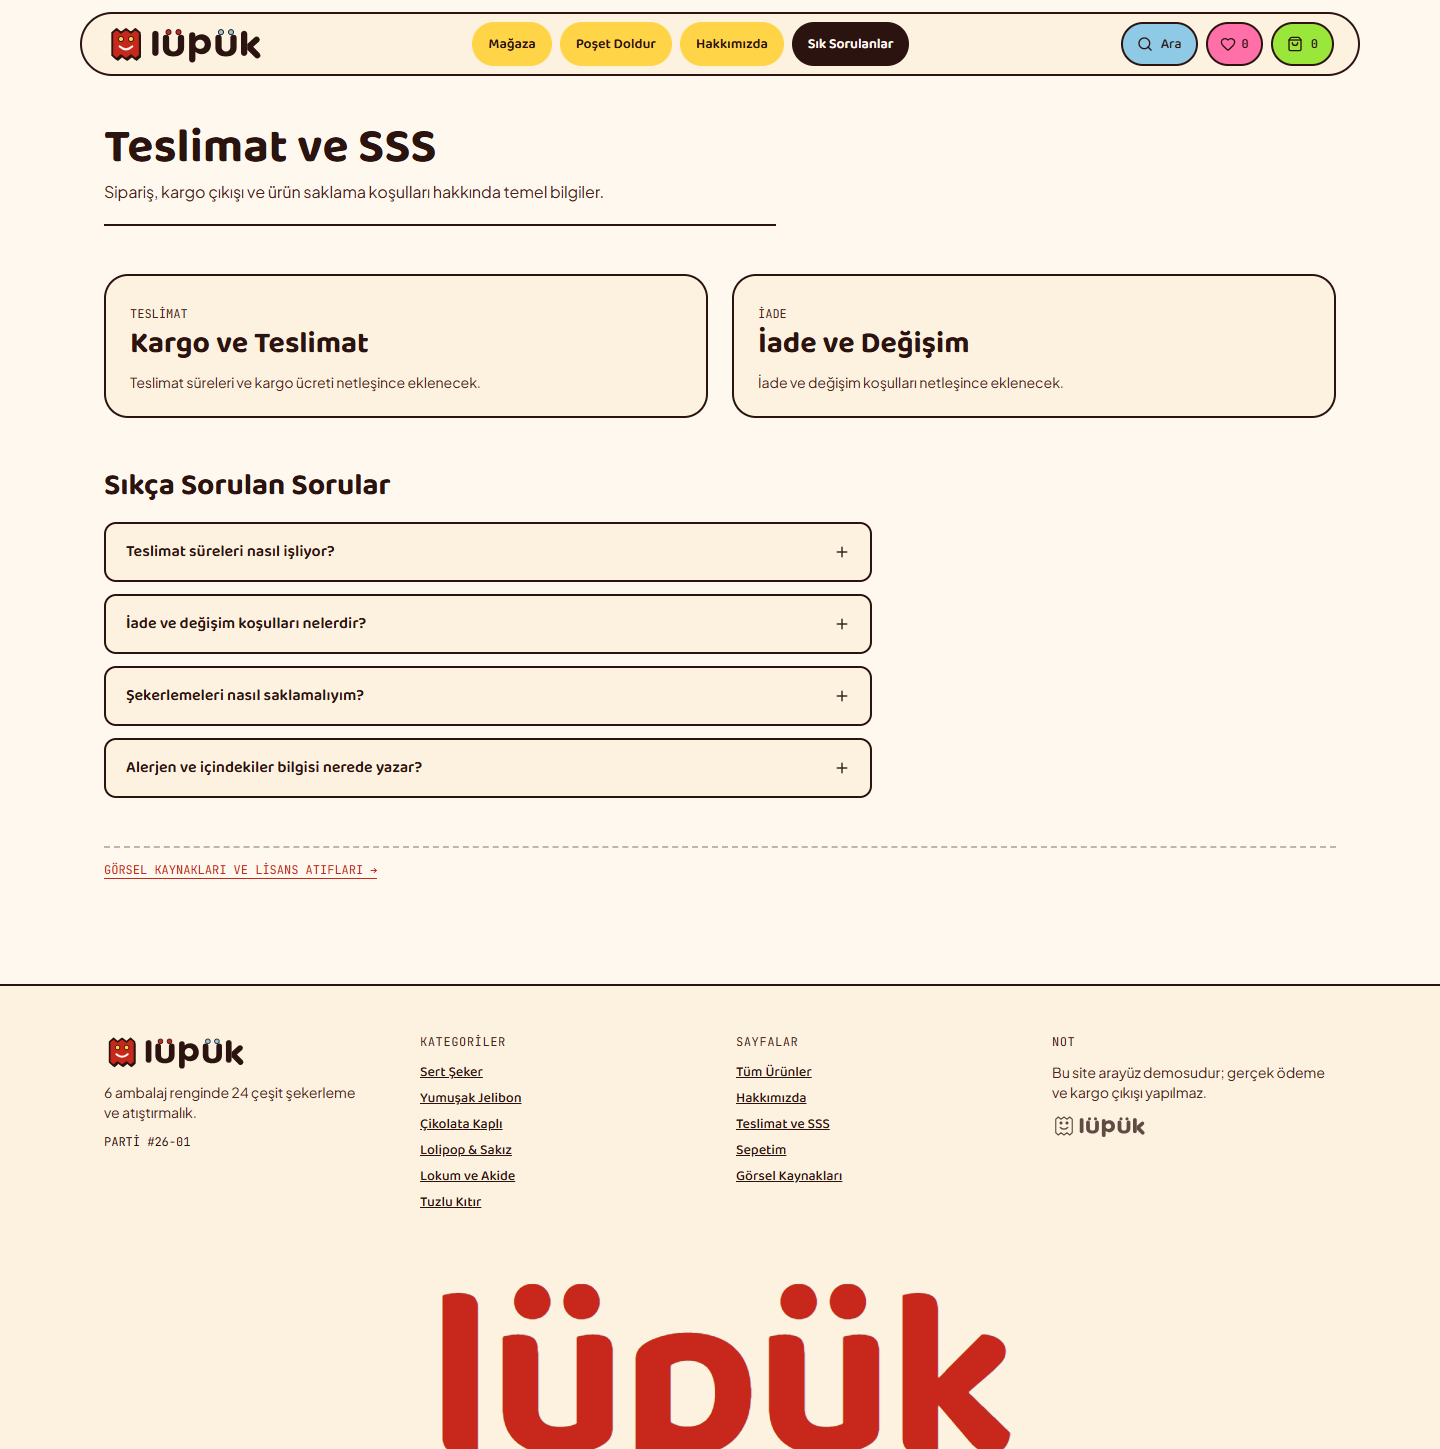 lüpük
Mağaza
Poşet Doldur
Hakkımızda
Sık Sorulanlar
Ara
0
0
Teslimat ve SSS
Sipariş, kargo çıkışı ve ürün saklama koşulları hakkında temel bilgiler.
TESLİMAT
Kargo ve Teslimat
Teslimat süreleri ve kargo ücreti netleşince eklenecek.
İADE
İade ve Değişim
İade ve değişim koşulları netleşince eklenecek.
Sıkça Sorulan Sorular
Teslimat süreleri nasıl işliyor?
İade ve değişim koşulları nelerdir?
Şekerlemeleri nasıl saklamalıyım?
Alerjen ve içindekiler bilgisi nerede yazar?
GÖRSEL KAYNAKLARI VE LİSANS ATIFLARI →
lüpük
6 ambalaj renginde 24 çeşit şekerleme
ve atıştırmalık.
PARTİ #26-01
KATEGORİLER
Sert Şeker
Yumuşak Jelibon
Çikolata Kaplı
Lolipop & Sakız
Lokum ve Akide
Tuzlu Kıtır
SAYFALAR
Tüm Ürünler
Hakkımızda
Teslimat ve SSS
Sepetim
Görsel Kaynakları
NOT
Bu site arayüz demosudur; gerçek ödeme
ve kargo çıkışı yapılmaz.
lüpük
lüpük